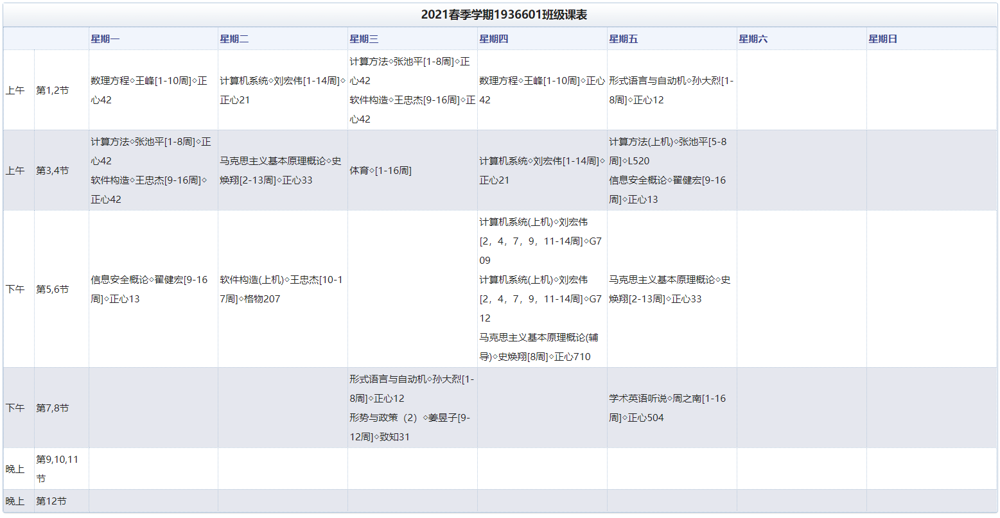 2021春季学期1936601班级课表
星期一
星期二
星期三
星期四
星期五
星期六
星期日
上午
第1,2节
数理方程◇王峰[1-10周]◇正
心42
计算机系统◇刘宏伟[1-14周]◇
正心21
计算方法◇张池平[1-8周]◇正
心42
软件构造◇王忠杰[9-16周]◇正
心42
数理方程◇王峰[1-10周]◇正心
42
形式语言与自动机◇孙大烈[1-
8周]◇正心12
上午
第3,4节
计算方法◇张池平[1-8周]◇正
心42
软件构造◇王忠杰[9-16周]◇
正心42
马克思主义基本原理概论◇史
焕翔[2-13周]◇正心33
体育◇[1-16周]
计算机系统◇刘宏伟[1-14周]◇
正心21
计算方法(上机)◇张池平[5-8
周]◇L520
信息安全概论◇翟健宏[9-16
周]◇正心13
下午
第5,6节
信息安全概论◇翟健宏[9-16
周]◇正心13
软件构造(上机)◇王忠杰[10-1
7周]◇格物207
计算机系统(上机)◇刘宏伟
[2，4，7，9，11-14周]◇G7
09
计算机系统(上机)◇刘宏伟
[2，4，7，9，11-14周]◇G7
12
马克思主义基本原理概论(辅
导)◇史焕翔[8周]◇正心710
马克思主义基本原理概论◇史
焕翔[2-13周]◇正心33
下午
第7,8节
形式语言与自动机◇孙大烈[1-
8周]◇正心12
形势与政策（2）◇姜昱子[9-
12周]◇致知31
学术英语听说◇周之南[1-16
周]◇正心504
晚上
第9,10,11
节
晚上
第12节